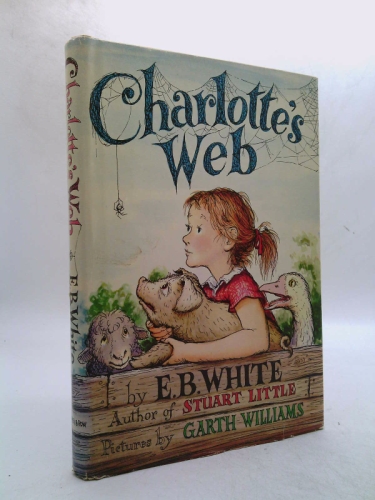 Charlotte's
Web
by E.B.WHITE
Author of STUART LITTLE
Pictures by GARTH WILLIAMS
Charlotte's Web
E.B. White